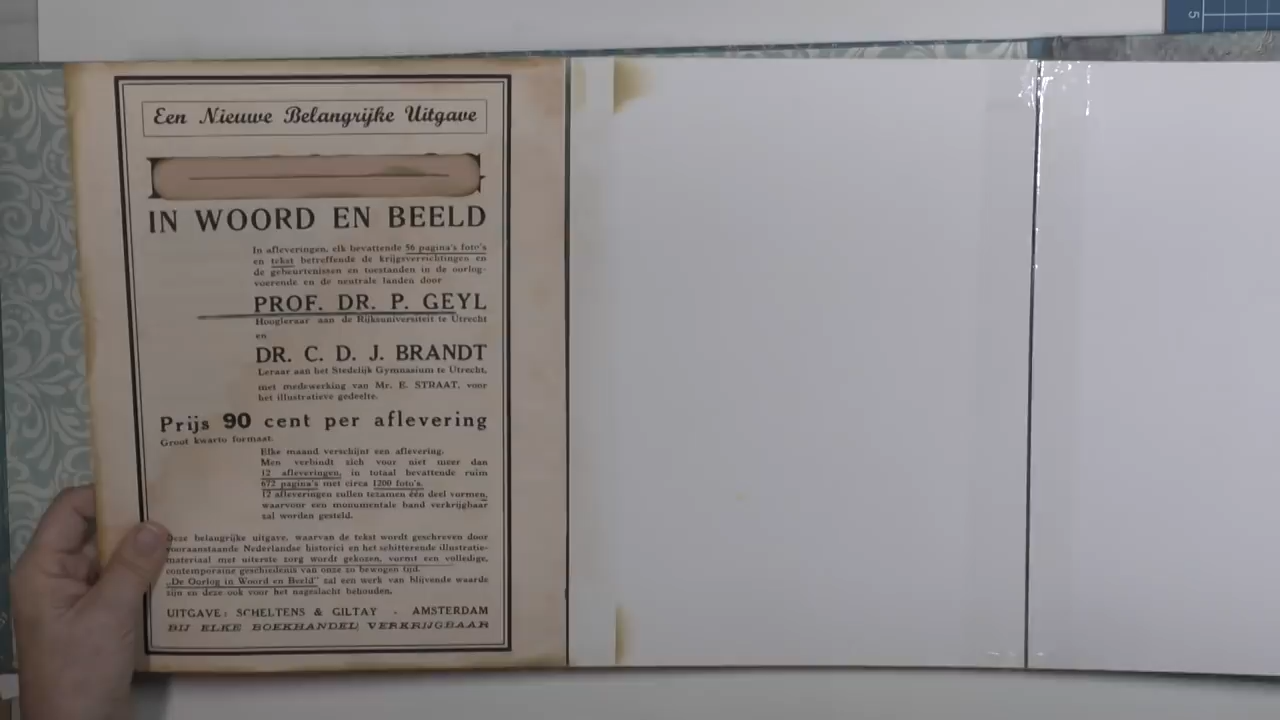 Een Nieuwe Belangrijke Uitgave
IN WOORD EN BEELD
In afleveringen, elk bevattende 56 pagina's foto's
en tekst betreffende de krijgsverrichtingen en
de gebeurtenissen en toestanden in de oorlog-
voerende en de neutrale landen door
PROF. DR. P. GEYL
Hoogleraar aan de Rijksuniversiteit te Utrecht
en
DR. C. D. J. BRANDT
Leraar aan het Stedelijk Gymnasium te Utrecht,
met medewerking van Mr. E. STRAAT, voor
het illustratieve gedeelte.
Prijs 90 cent per aflevering
Groot kwarto formaat.
Elke maand verschijnt een aflevering.
Men verbindt zich voor niet meer dan
12 afleveringen, in totaal bevattende ruim
672 pagina's met circa 1200 foto's.
12 afleveringen zullen tezamen één deel vormen,
waarvoor een monumentale band verkrijgbaar
zal worden gesteld.
Deze belangrijke uitgave, waarvan de tekst wordt geschreven door
vooraanstaande Nederlandse historici en het schitterende illustratie-
materiaal met uiterste zorg wordt gekozen, vormt een volledige,
contemporaine geschiedenis van onze zo bewogen tijd.
„De Oorlog in Woord en Beeld" zal een werk van blijvende waarde
zijn en deze ook voor het nageslacht behouden.
UITGAVE: SCHELTENS & GILTAY - AMSTERDAM
BIJ ELKE BOEKHANDEL VERKRIJGBAAR
5